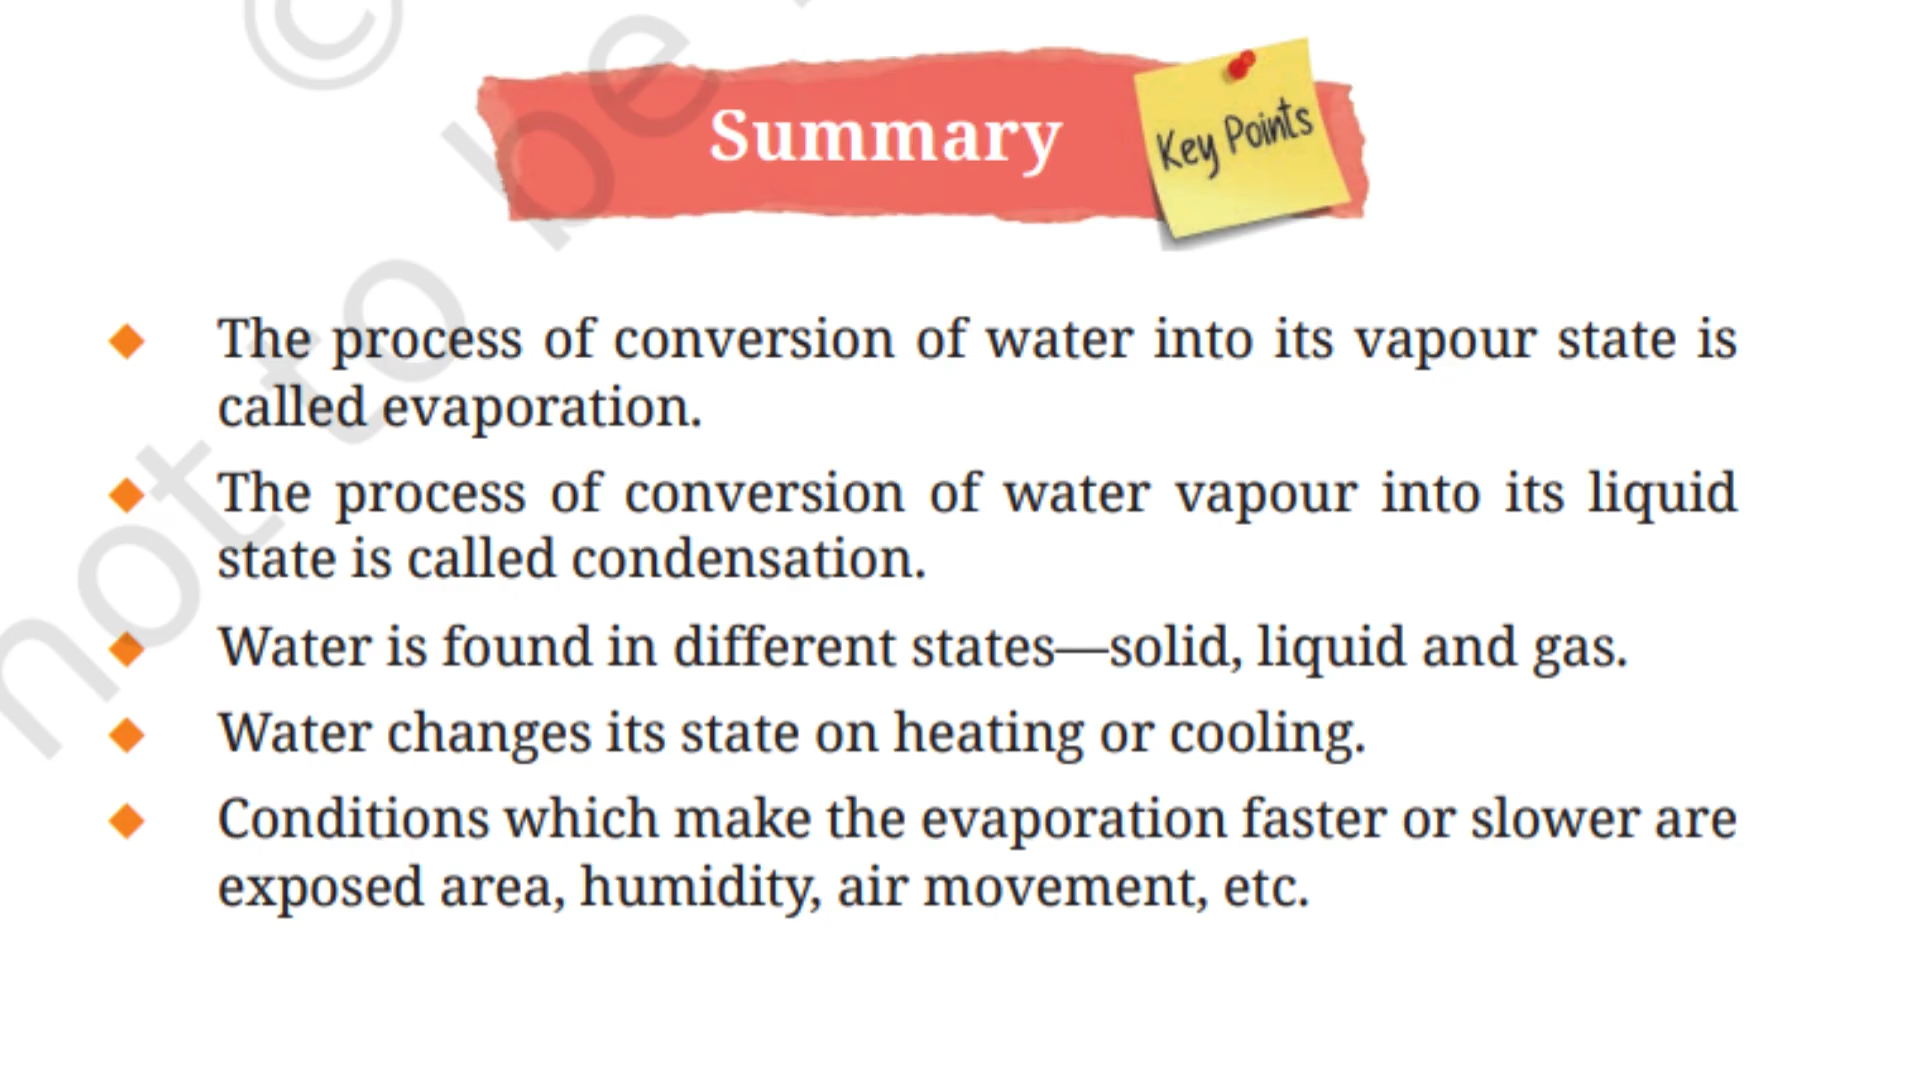 ©
not to be
Summary
Key Points
The process of conversion of water into its vapour state is
called evaporation.
The process of conversion of water vapour into its liquid
state is called condensation.
Water is found in different states—solid, liquid and gas.
Water changes its state on heating or cooling.
Conditions which make the evaporation faster or slower are
exposed area, humidity, air movement, etc.